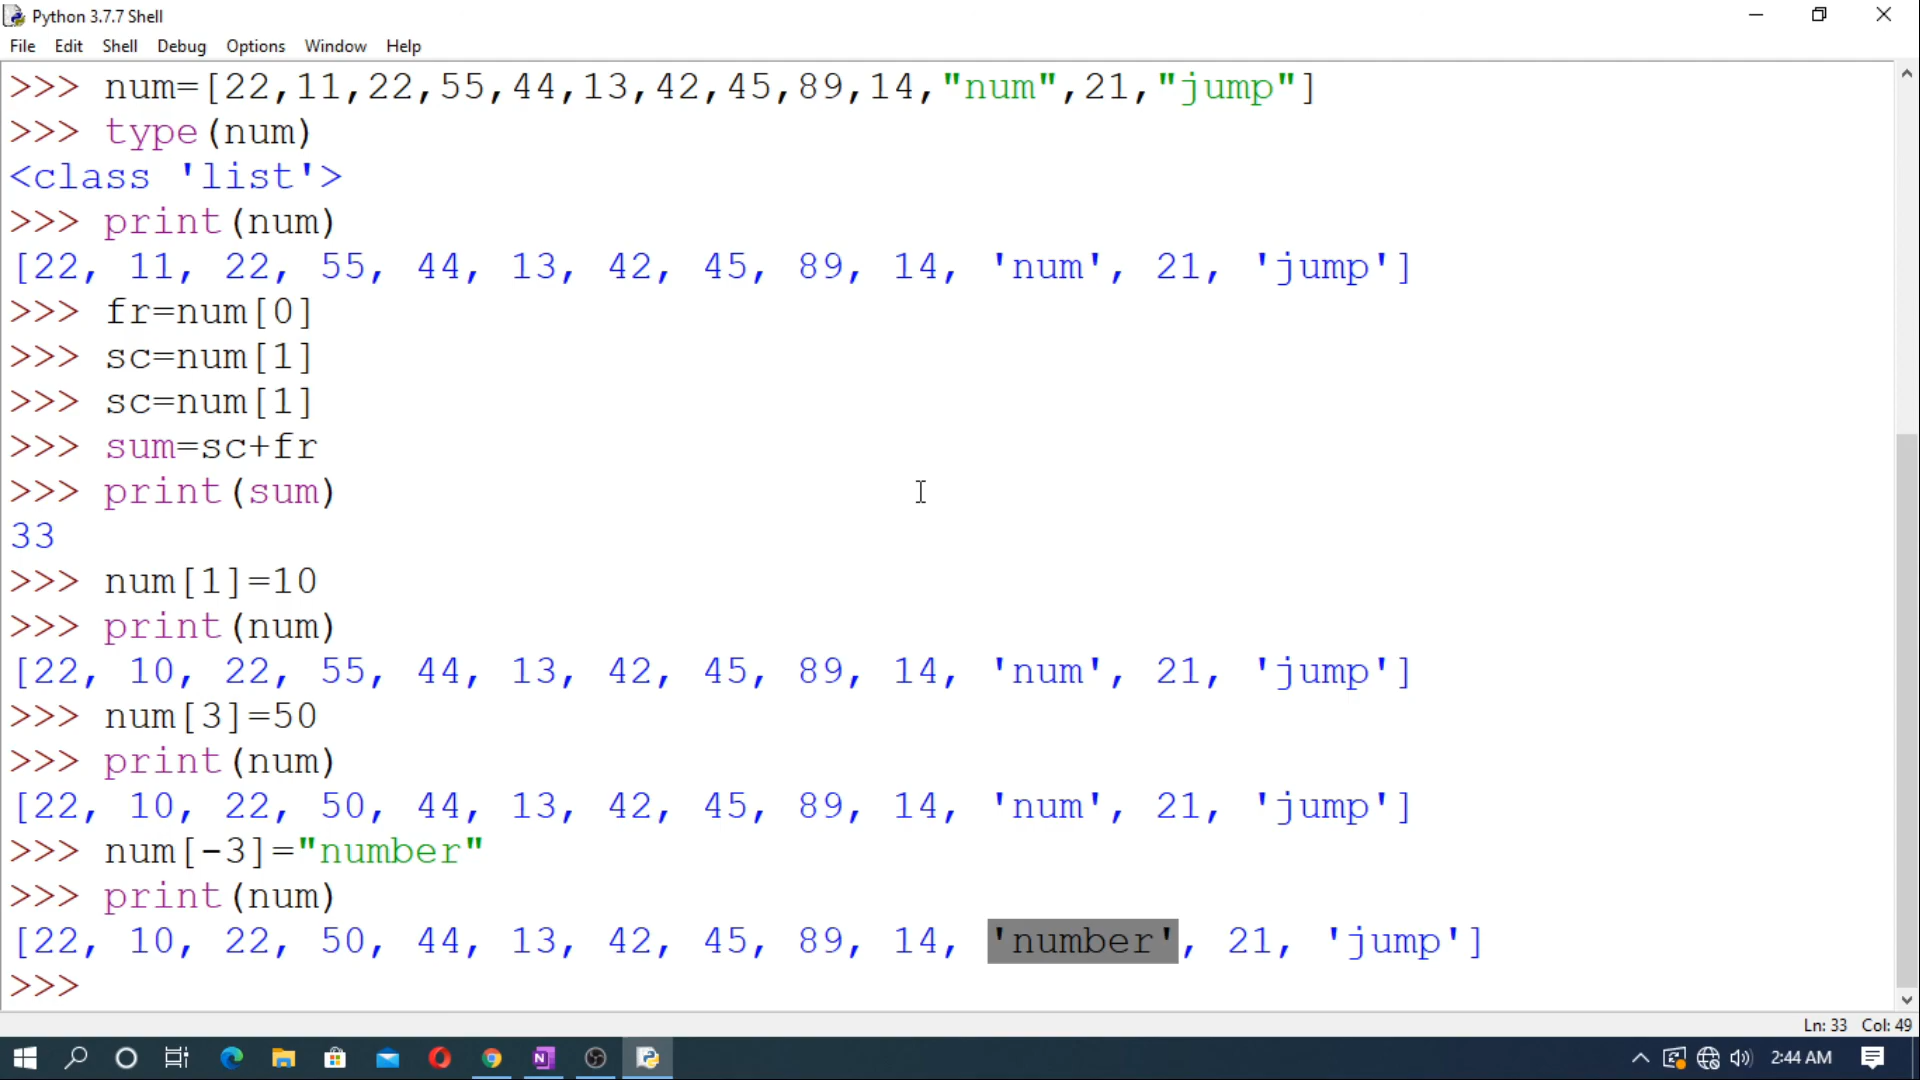 Python 3.7.7 Shell
File Edit Shell Debug Options Window Help
>>> num=[22,11,22,55,44,13,42,45,89,14,"num",21,"jump"]
>>> type(num)
<class 'list'>
>>> print(num)
[22, 11, 22, 55, 44, 13, 42, 45, 89, 14, 'num', 21, 'jump']
>>> fr=num[0]
>>> sc=num[1]
>>> sc=num[1]
>>> sum=sc+fr
>>> print(sum)
33
>>> num[1]=10
>>> print(num)
[22, 10, 22, 55, 44, 13, 42, 45, 89, 14, 'num', 21, 'jump']
>>> num[3]=50
>>> print(num)
[22, 10, 22, 50, 44, 13, 42, 45, 89, 14, 'num', 21, 'jump']
>>> num[-3]="number"
>>> print(num)
[22, 10, 22, 50, 44, 13, 42, 45, 89, 14, 'number', 21, 'jump']
>>>
Ln: 33 Col: 49
2:44 AM